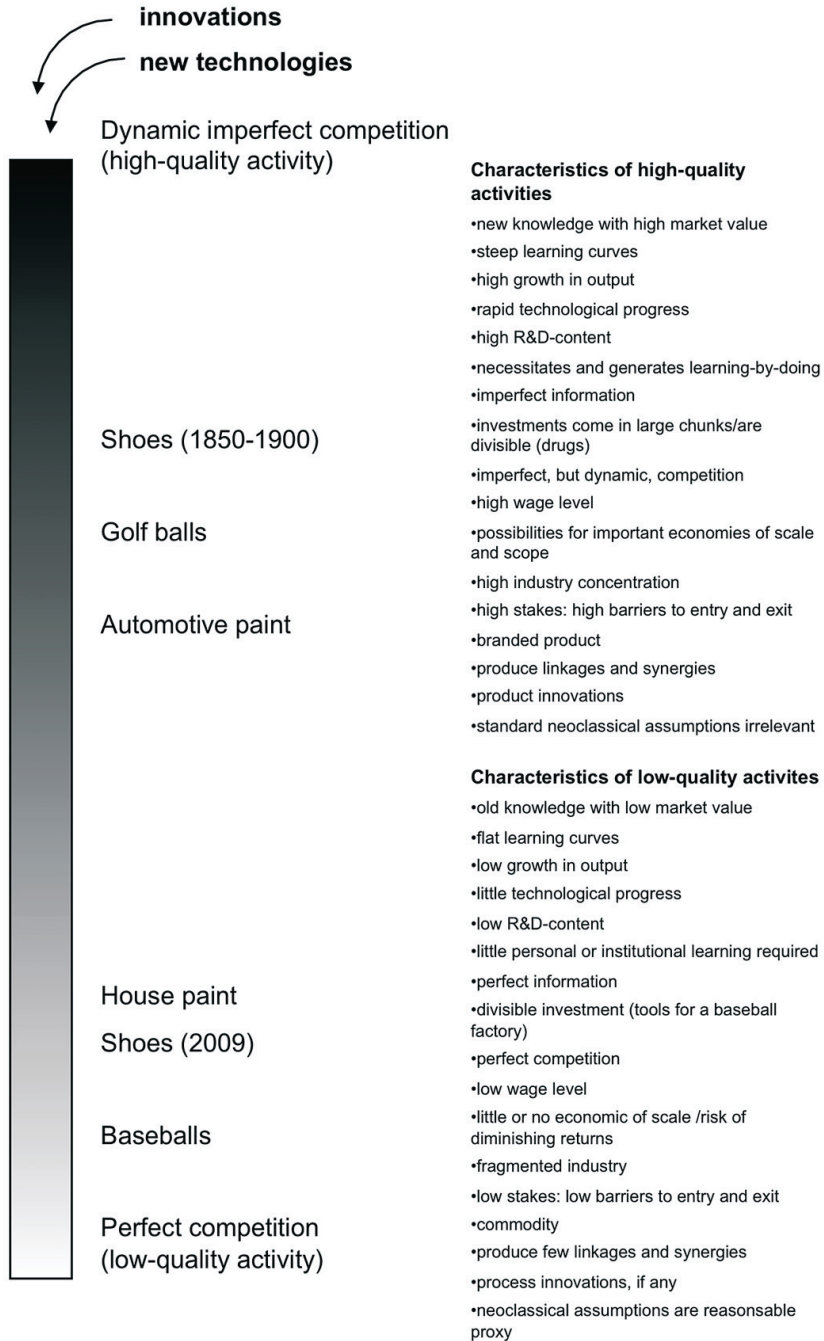 innovations
new technologies
Dynamic imperfect competition
(high-quality activity)
Shoes (1850-1900)
Golf balls
Automotive paint
House paint
Shoes (2009)
Baseballs
Perfect competition
(low-quality activity)
Characteristics of high-quality
activities
•new knowledge with high market value
•steep learning curves
•high growth in output
•rapid technological progress
•high R&D-content
•necessitates and generates learning-by-doing
•imperfect information
•investments come in large chunks/are
divisible (drugs)
•imperfect, but dynamic, competition
•high wage level
•possibilities for important economies of scale
and scope
•high industry concentration
•high stakes: high barriers to entry and exit
•branded product
•produce linkages and synergies
•product innovations
•standard neoclassical assumptions irrelevant
Characteristics of low-quality activites
•old knowledge with low market value
•flat learning curves
•low growth in output
•little technological progress
•low R&D-content
•little personal or institutional learning required
•perfect information
•divisible investment (tools for a baseball
factory)
•perfect competition
•low wage level
•little or no economic of scale /risk of
diminishing returns
•fragmented industry
•low stakes: low barriers to entry and exit
•commodity
•produce few linkages and synergies
•process innovations, if any
•neoclassical assumptions are reasonsable
proxy